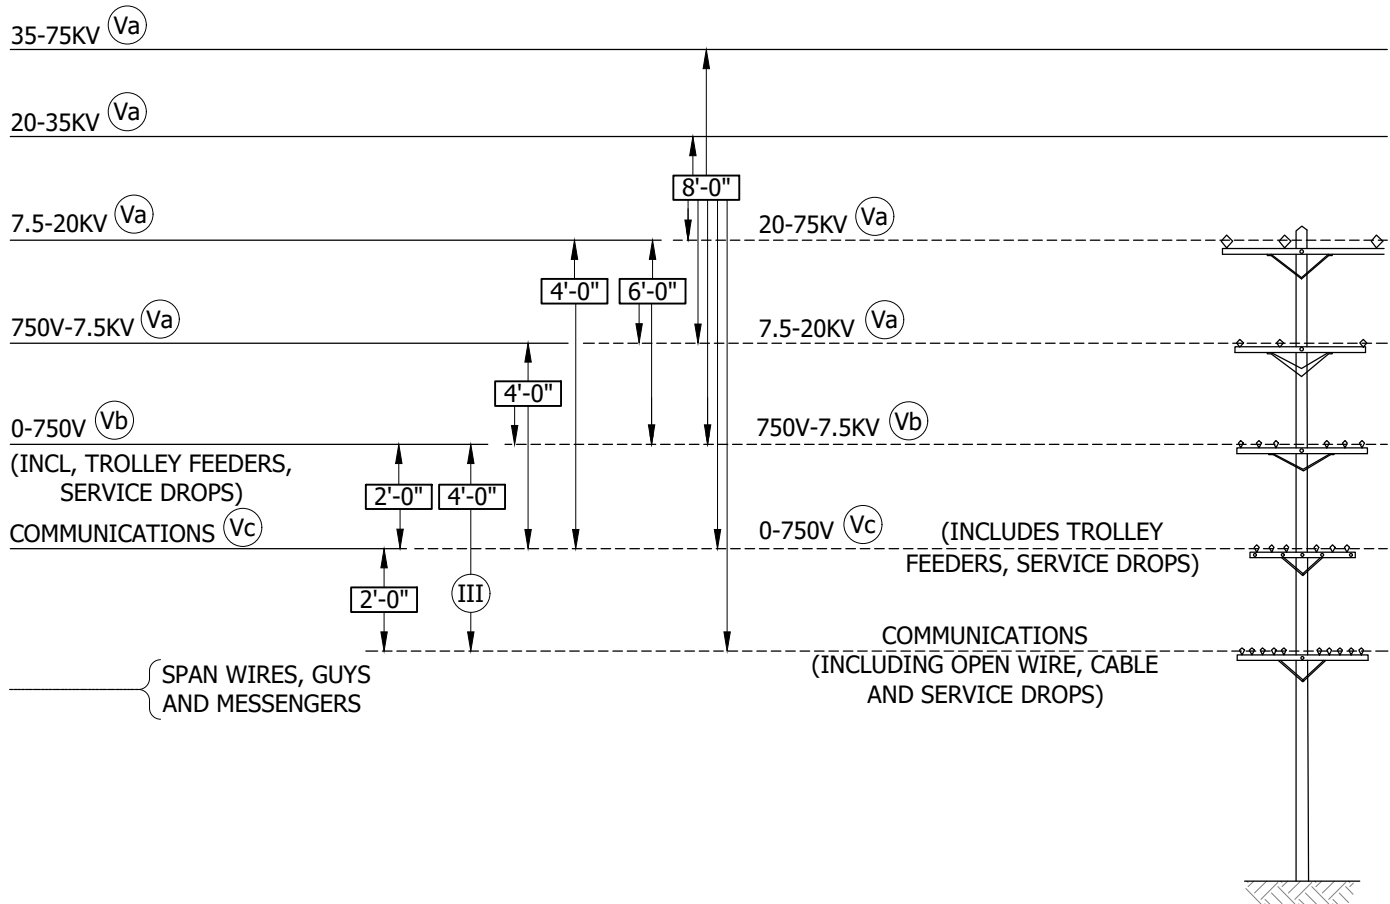 35-75KV Va
20-35KV Va
8'-0"
7.5-20KV Va
20-75KV Va
4'-0"
6'-0"
750V-7.5KV Va
7.5-20KV Va
4'-0"
0-750V Vb
750V-7.5KV Vb
(INCL, TROLLEY FEEDERS,
SERVICE DROPS)
2'-0"
4'-0"
COMMUNICATIONS Vc
0-750V Vc
(INCLUDES TROLLEY
FEEDERS, SERVICE DROPS)
2'-0"
III
COMMUNICATIONS
(INCLUDING OPEN WIRE, CABLE
AND SERVICE DROPS)
SPAN WIRES, GUYS
AND MESSENGERS